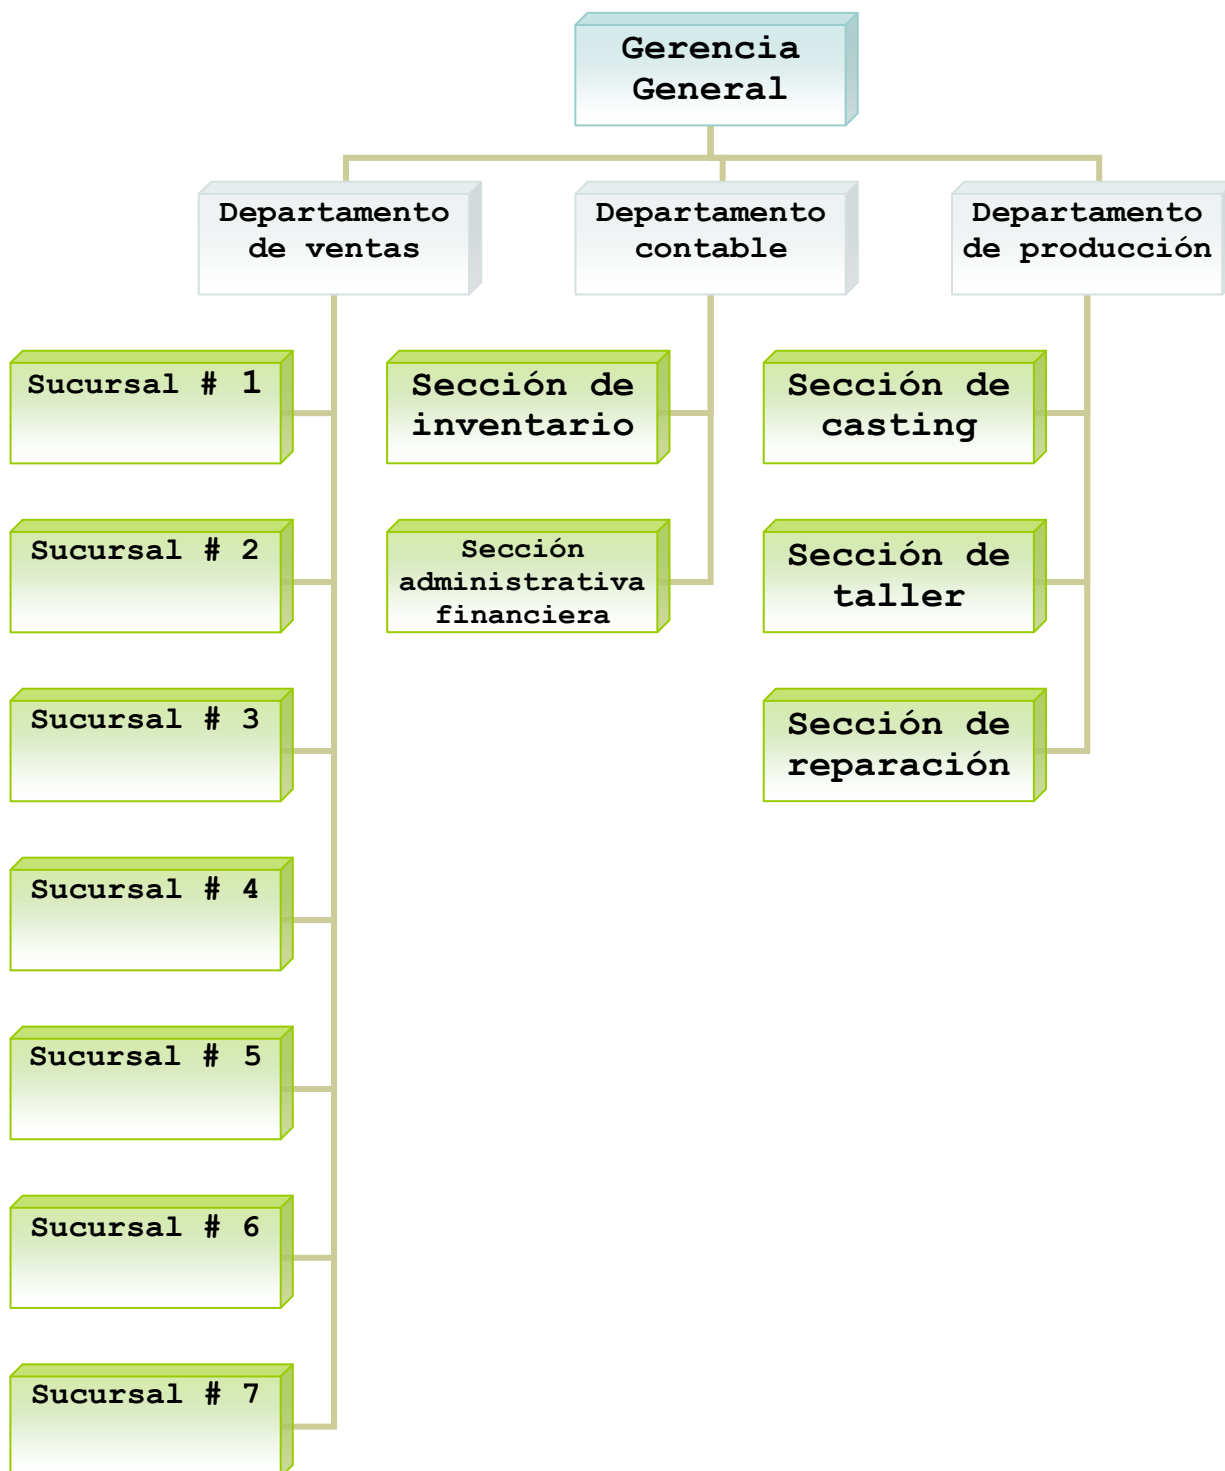 Gerencia
General
Departamento
de ventas
Departamento
contable
Departamento
de producción
Sucursal # 1
Sucursal # 2
Sucursal # 3
Sucursal # 4
Sucursal # 5
Sucursal # 6
Sucursal # 7
Sección de
inventario
Sección
administrativa
financiera
Sección de
casting
Sección de
taller
Sección de
reparación